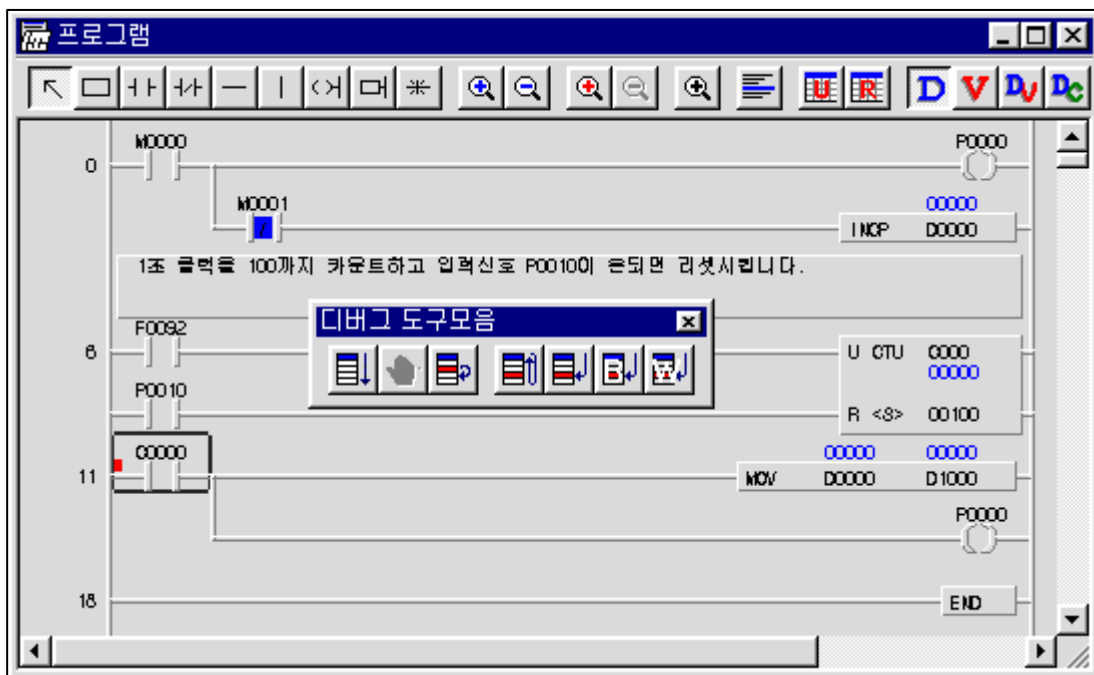 프로그램
U R D V DU DC
M0000 P0000
0
M0001 00000
INCP D0000
1초 클럭을 100까지 카운트하고 입력신호 P0010이 온되면 리셋시킵니다.
디버그 도구모음
F0092
6 U CTU 0000
00000
P0010
R <S> 00100
B W
C0000 00000 00000
11 MOV D0000 D1000
P0000
18 END